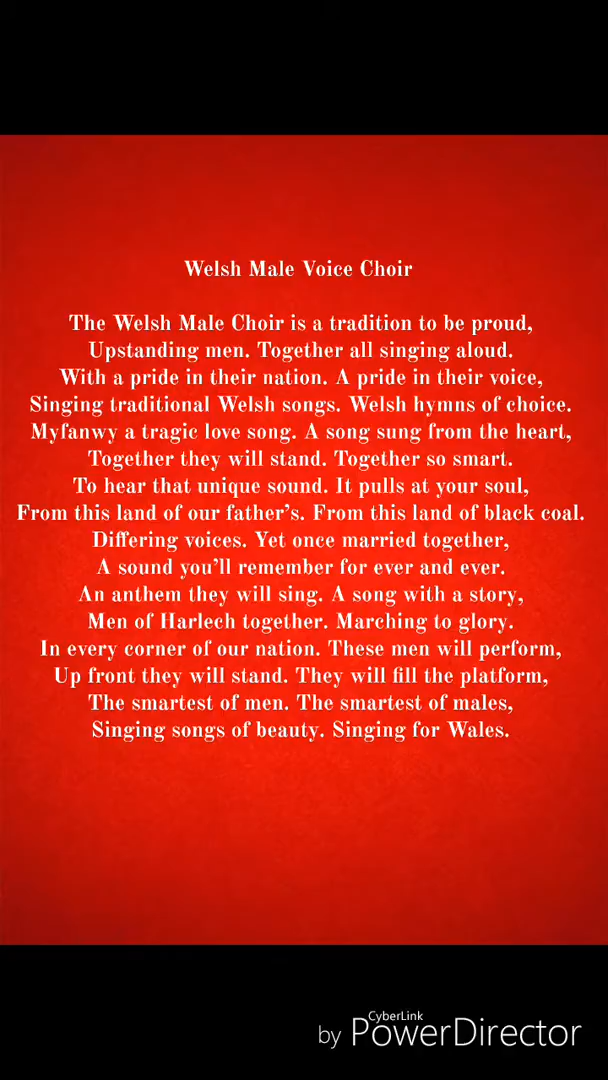 Welsh Male Voice Choir
The Welsh Male Choir is a tradition to be proud,
Upstanding men. Together all singing aloud.
With a pride in their nation. A pride in their voice,
Singing traditional Welsh songs. Welsh hymns of choice.
Myfanwy a tragic love song. A song sung from the heart,
Together they will stand. Together so smart.
To hear that unique sound. It pulls at your soul,
From this land of our father’s. From this land of black coal.
Differing voices. Yet once married together,
A sound you’ll remember for ever and ever.
An anthem they will sing. A song with a story,
Men of Harlech together. Marching to glory.
In every corner of our nation. These men will perform,
Up front they will stand. They will fill the platform,
The smartest of men. The smartest of males,
Singing songs of beauty. Singing for Wales.
CyberLink
by PowerDirector